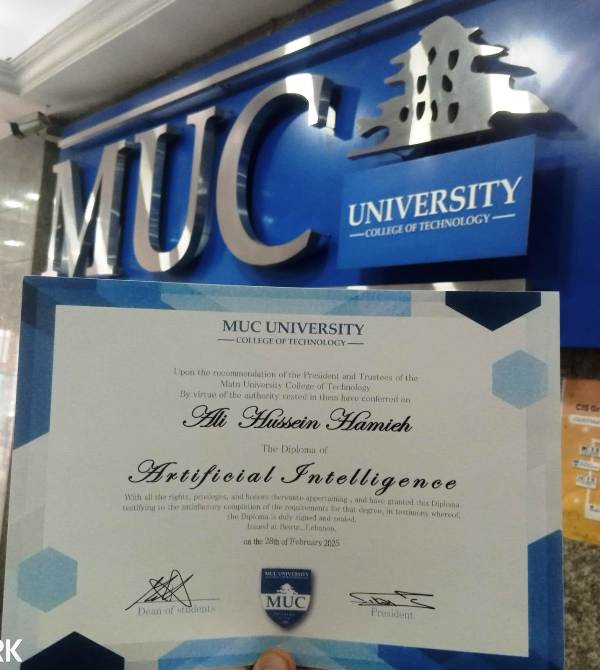 MUC
UNIVERSITY
COLLEGE OF TECHNOLOGY
MUC UNIVERSITY
COLLEGE OF TECHNOLOGY
Upon the recommendation of the President and Trustees of the
Matn University College of Technology
By virtue of the authority vested in them have conferred on
Ali Hussein Hamieh
The Diploma of
Artificial Intelligence
With all the rights, privileges, and honors thereunto appertaining , and have granted this Diploma
testifying to the satisfactory completion of the requirements for that degree, in testimony whereof,
the Diploma is duly signed and sealed.
Issued at Beirut, Lebanon,
on the 28th of February 2025
Dean of students
MUC UNIVERSITY
MUC
President
RK